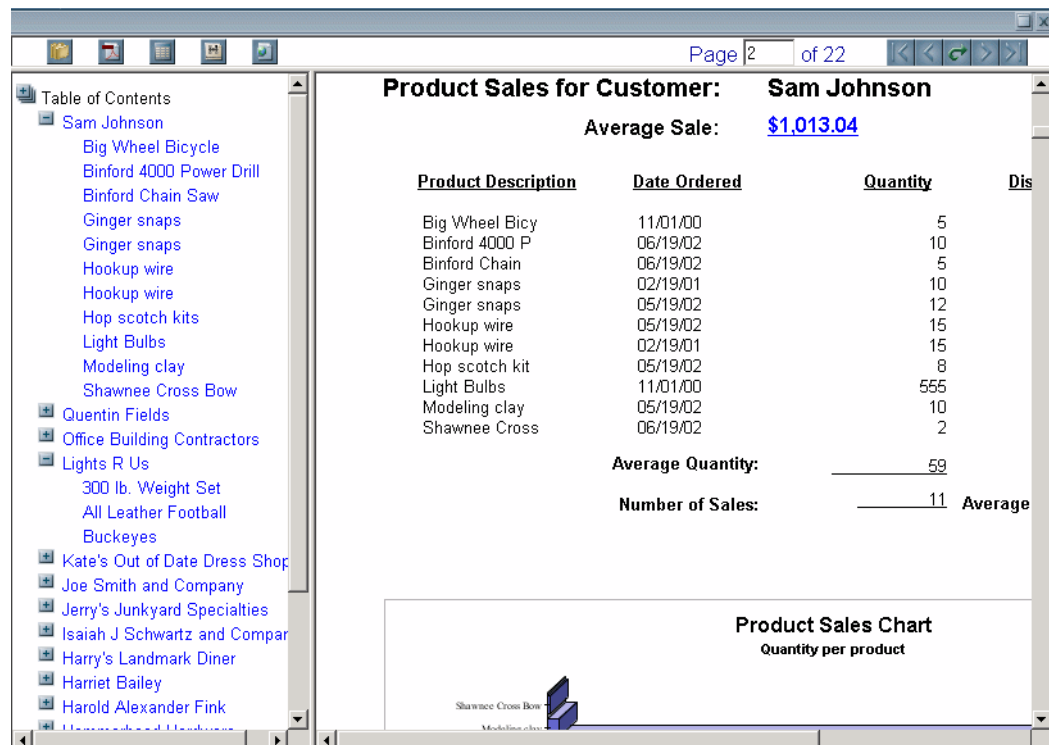 Page 2 of 22
Table of Contents
Sam Johnson
Big Wheel Bicycle
Binford 4000 Power Drill
Binford Chain Saw
Ginger snaps
Ginger snaps
Hookup wire
Hookup wire
Hop scotch kits
Light Bulbs
Modeling clay
Shawnee Cross Bow
Quentin Fields
Office Building Contractors
Lights R Us
300 lb. Weight Set
All Leather Football
Buckeyes
Kate's Out of Date Dress Shop
Joe Smith and Company
Jerry's Junkyard Specialties
Isaiah J Schwartz and Compar
Harry's Landmark Diner
Harriet Bailey
Harold Alexander Fink
Product Sales for Customer: Sam Johnson
Average Sale: $1,013.04
Product Description Date Ordered Quantity Dis
Big Wheel Bicy 11/01/00 5
Binford 4000 P 06/19/02 10
Binford Chain 06/19/02 5
Ginger snaps 02/19/01 10
Ginger snaps 05/19/02 12
Hookup wire 05/19/02 15
Hookup wire 02/19/01 15
Hop scotch kit 05/19/02 8
Light Bulbs 11/01/00 555
Modeling clay 05/19/02 10
Shawnee Cross 06/19/02 2
Average Quantity: 59
Number of Sales: 11 Average
Product Sales Chart
Quantity per product
Shawnee Cross Bow
Modeling clay